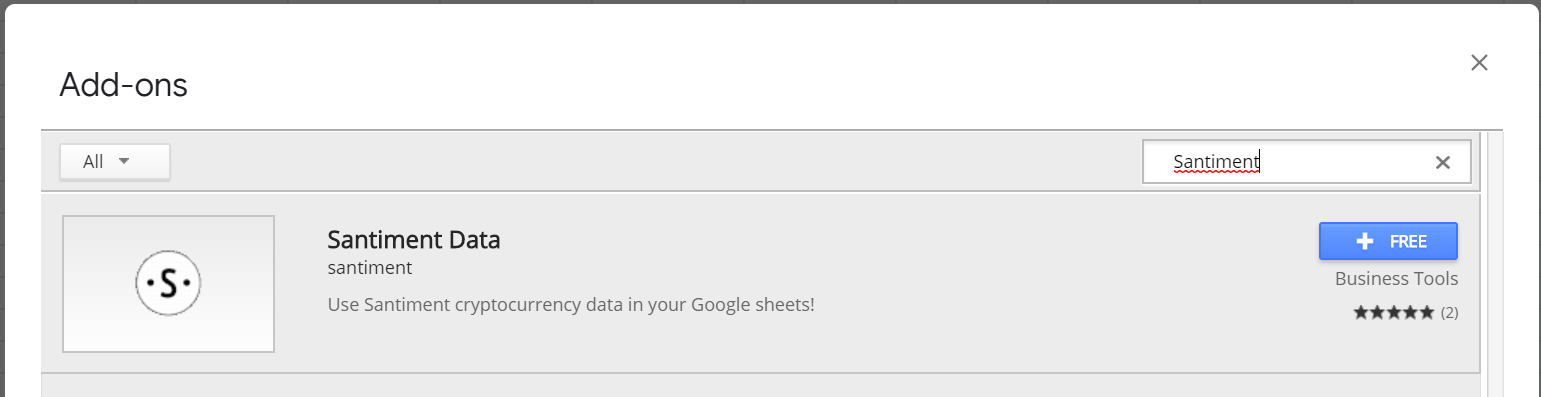 Add-ons
All
Santiment
·S·
Santiment Data
santiment
Use Santiment cryptocurrency data in your Google sheets!
FREE
Business Tools
(2)